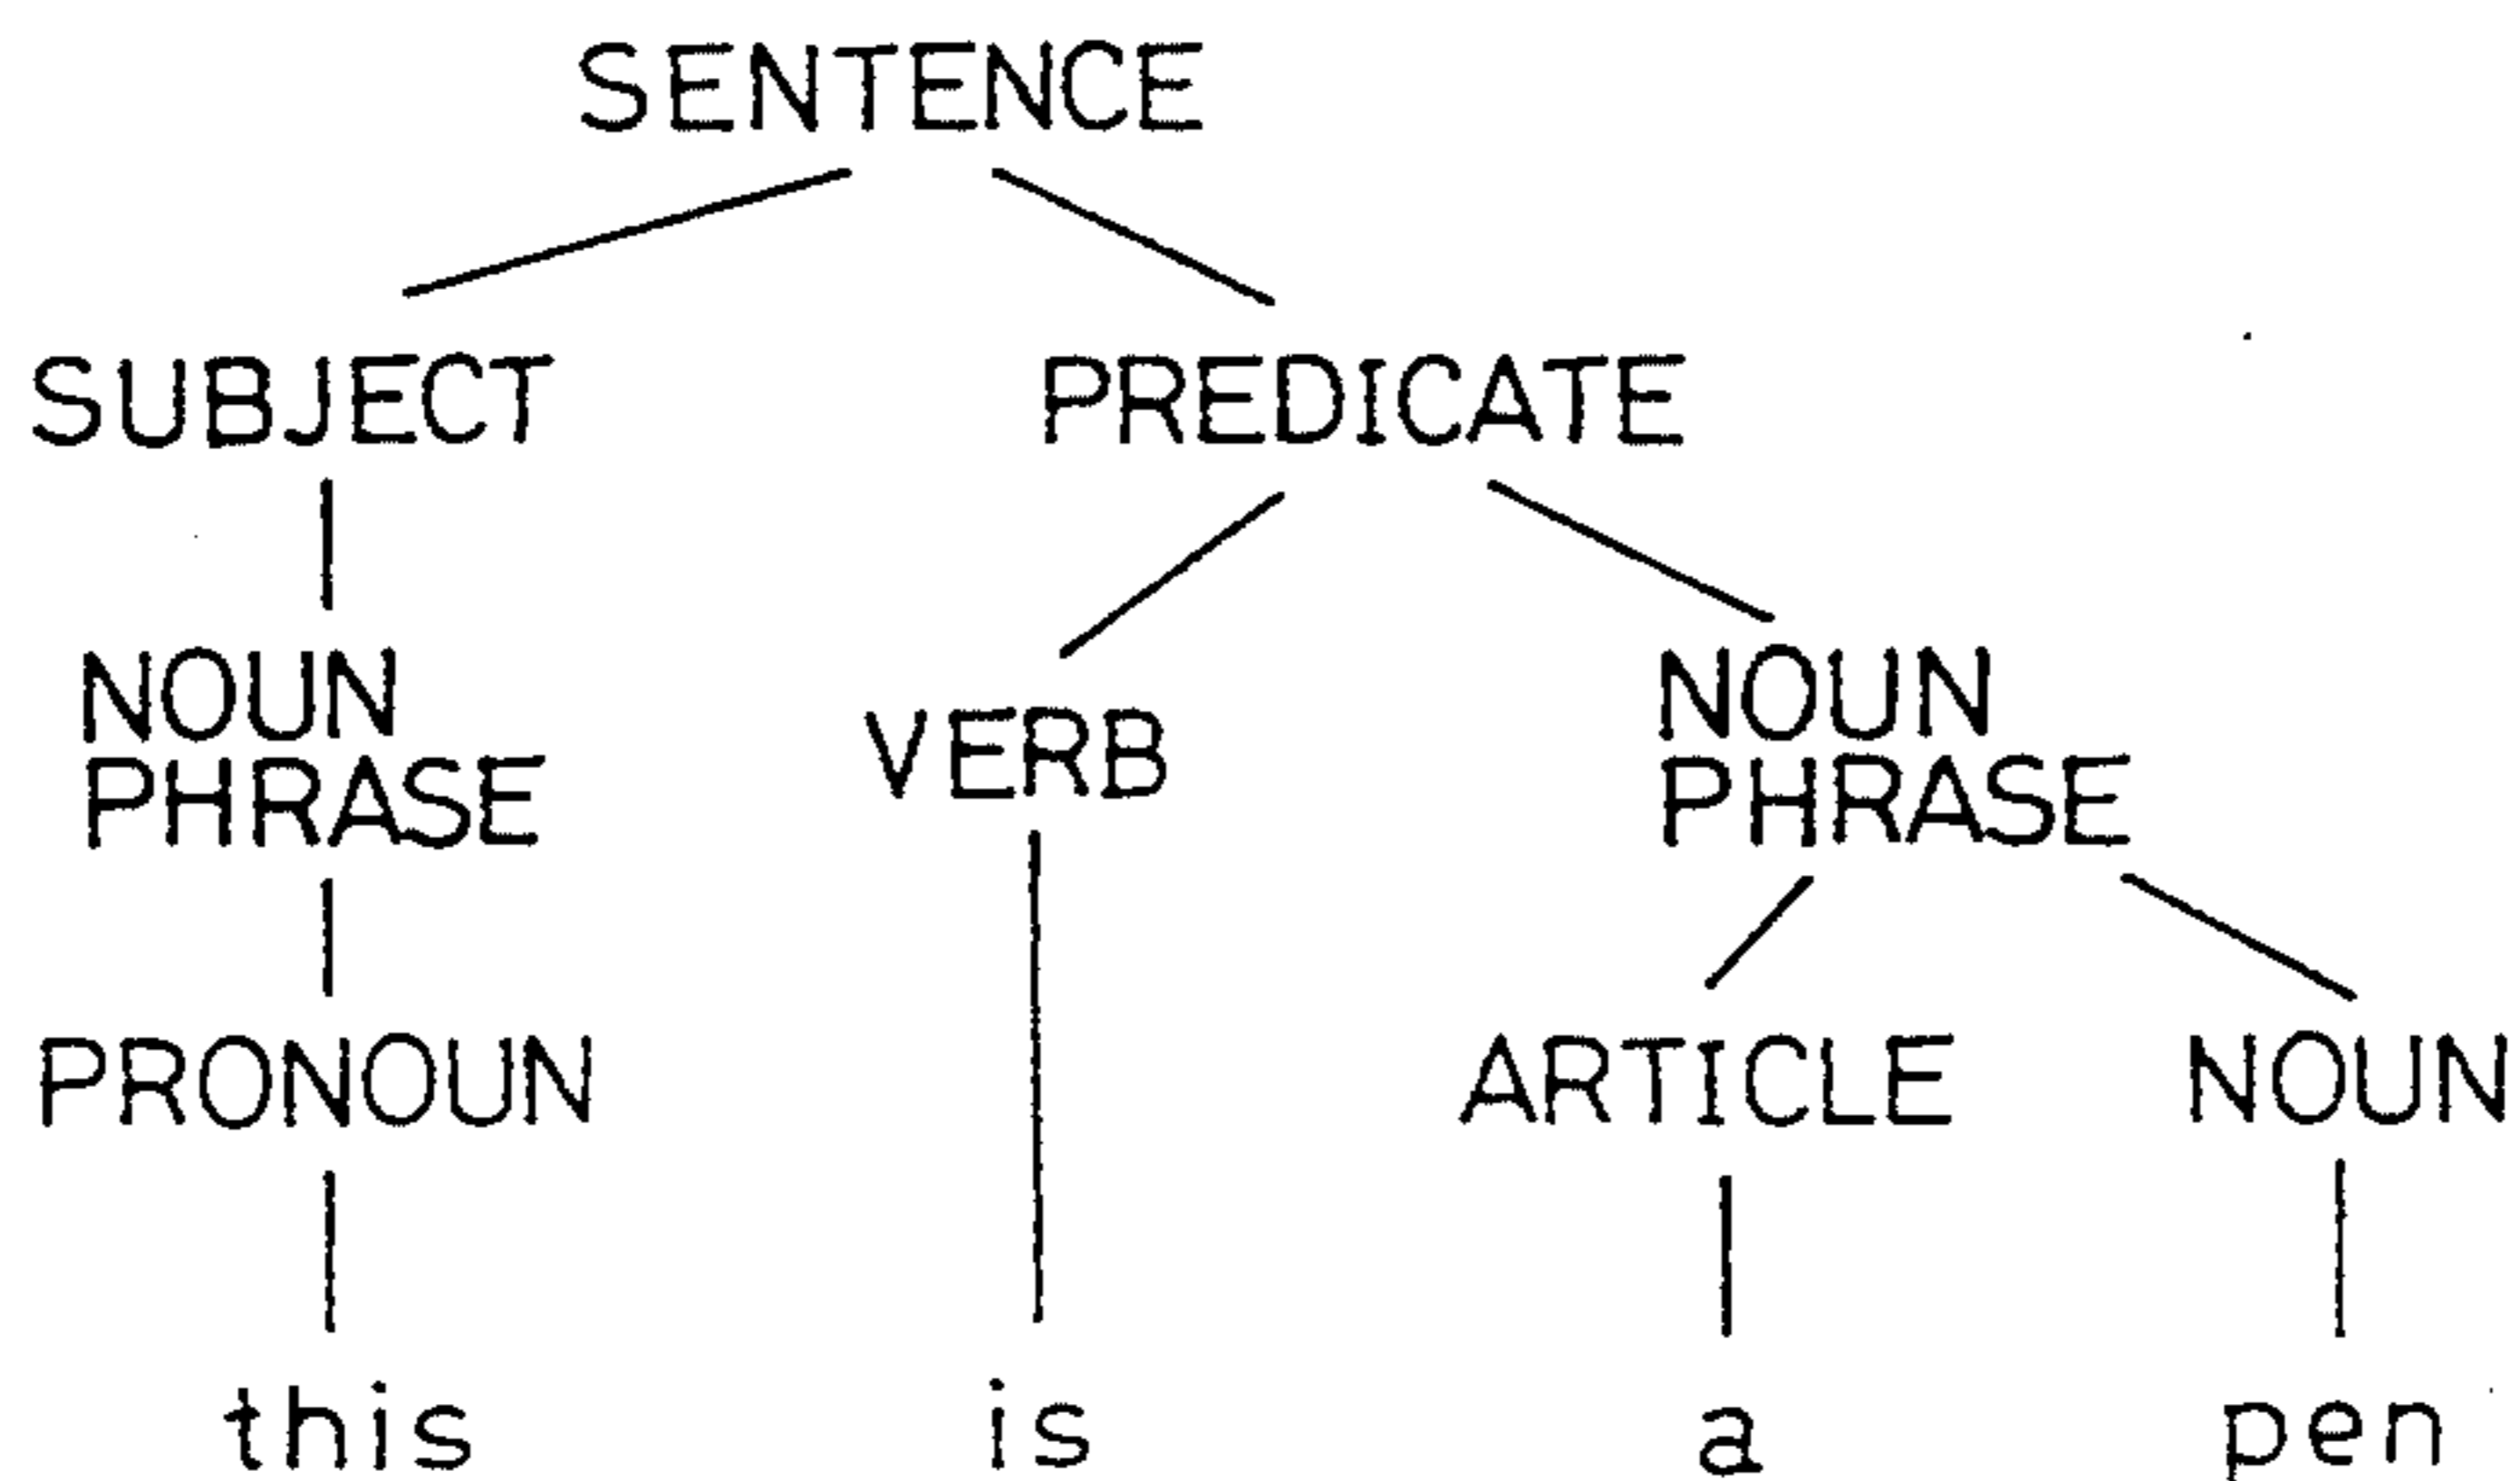 SENTENCE
SUBJECT PREDICATE
NOUN PHRASE VERB NOUN PHRASE
PRONOUN ARTICLE NOUN
this is a pen